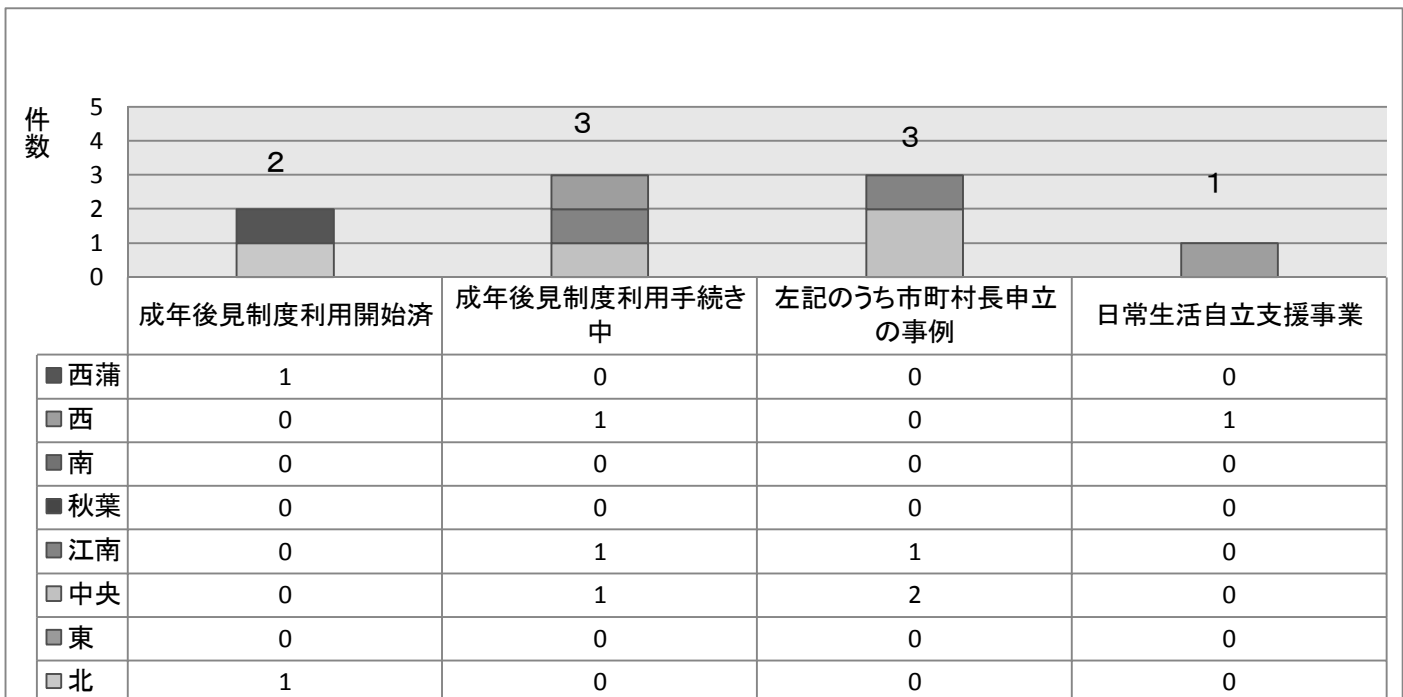 件数
5
4
3
2
1
0
2
3
3
1
成年後見制度利用開始済
成年後見制度利用手続き
中
左記のうち市町村長申立
の事例
日常生活自立支援事業
西蒲 1 0 0 0
西 0 1 0 1
南 0 0 0 0
秋葉 0 0 0 0
江南 0 1 1 0
中央 0 1 2 0
東 0 0 0 0
北 1 0 0 0